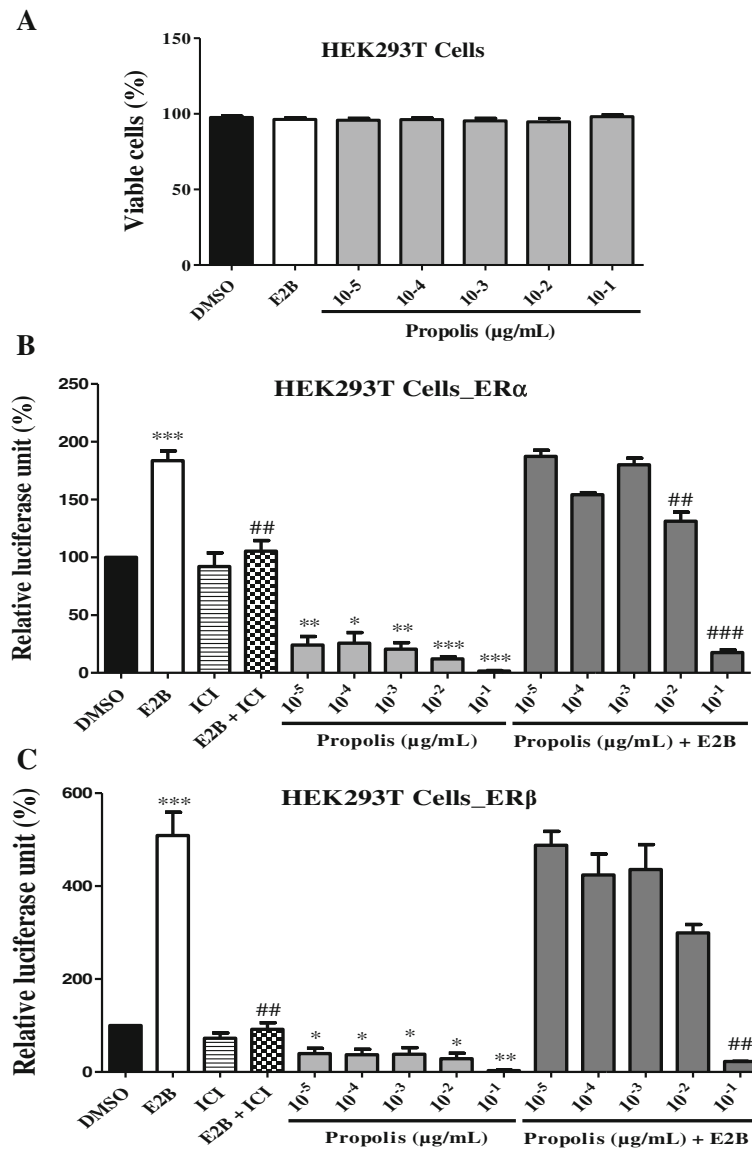 A
HEK293T Cells
Viable cells (%)
150
100
50
0
DMSO
E2B
10-5
10-4
10-3
10-2
10-1
Propolis (µg/mL)
B
HEK293T Cells_ERα
Relative luciferase unit (%)
250
200
150
100
50
0
***
##
**
*
**
***
***
##
###
DMSO
E2B
ICI
E2B + ICI
10-5
10-4
10-3
10-2
10-1
Propolis (µg/mL)
10-5
10-4
10-3
10-2
10-1
Propolis (µg/mL) + E2B
C
HEK293T Cells_ERβ
Relative luciferase unit (%)
600
400
200
0
***
##
*
*
*
*
**
##
DMSO
E2B
ICI
E2B + ICI
10-5
10-4
10-3
10-2
10-1
Propolis (µg/mL)
10-5
10-4
10-3
10-2
10-1
Propolis (µg/mL) + E2B